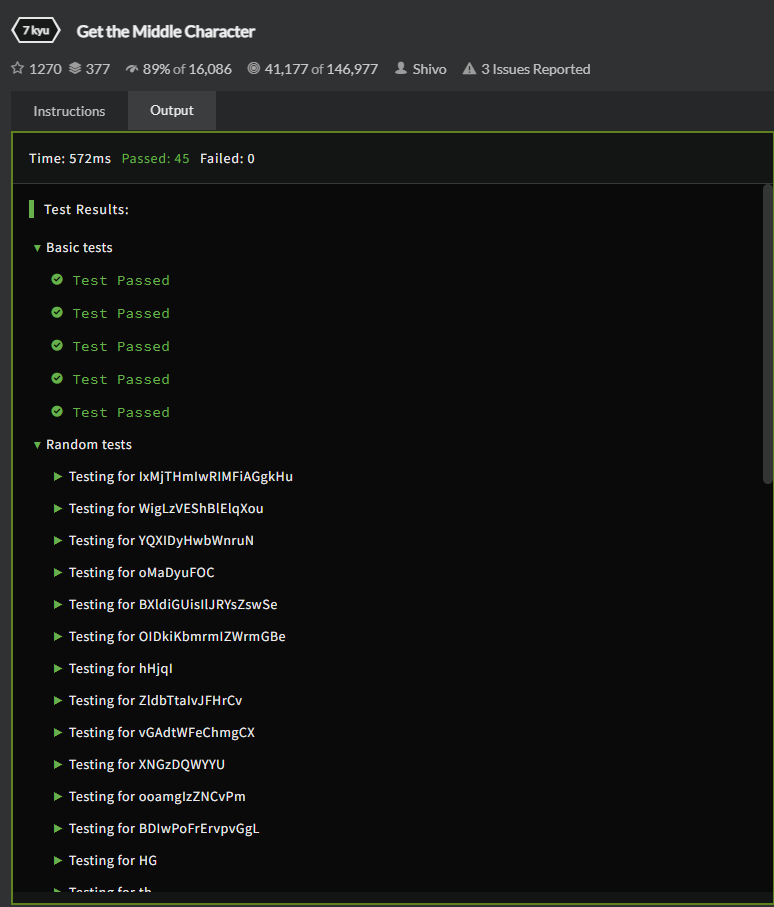 7 kyu Get the Middle Character
1270 377 89% of 16,086 41,177 of 146,977 Shivo 3 Issues Reported
Instructions Output
Time: 572ms Passed: 45 Failed: 0
Test Results:
Basic tests
Test Passed
Test Passed
Test Passed
Test Passed
Test Passed
Random tests
Testing for IxMjTHmIwRIMFiAGgkHu
Testing for WigLzVEShBlElqXou
Testing for YQXIDyHwbWnruN
Testing for oMaDyuFOC
Testing for BXldiGUisIlJRYsZswSe
Testing for OIDkiKbmrmIZWrmGBe
Testing for hHjqI
Testing for ZldbTtaIvJFHrCv
Testing for vGAdtWFeChmgCX
Testing for XNGzDQWYYU
Testing for ooamgIzZNCvPm
Testing for BDIwPoFrErvpvGgL
Testing for HG
Testing for th